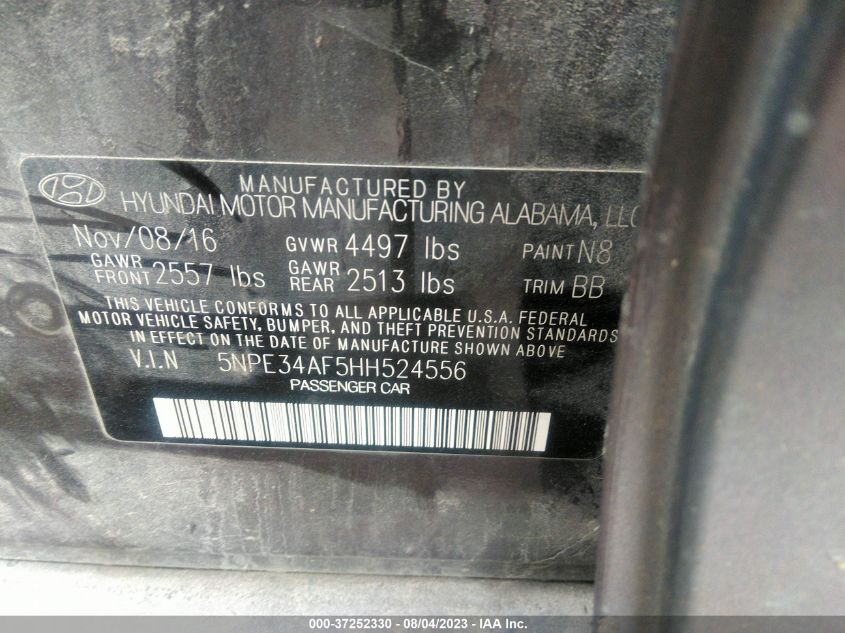 MANUFACTURED BY
HYUNDAI MOTOR MANUFACTURING ALABAMA, LLC
Nov/08/16 GVWR 4497 lbs PAINT N8
GAWR FRONT 2557 lbs GAWR REAR 2513 lbs TRIM BB
THIS VEHICLE CONFORMS TO ALL APPLICABLE U.S.A. FEDERAL
MOTOR VEHICLE SAFETY, BUMPER, AND THEFT PREVENTION STANDARDS
IN EFFECT ON THE DATE OF MANUFACTURE SHOWN ABOVE
V.I.N 5NPE34AF5HH524556
PASSENGER CAR
000-37252330 - 08/04/2023 - IAA Inc.